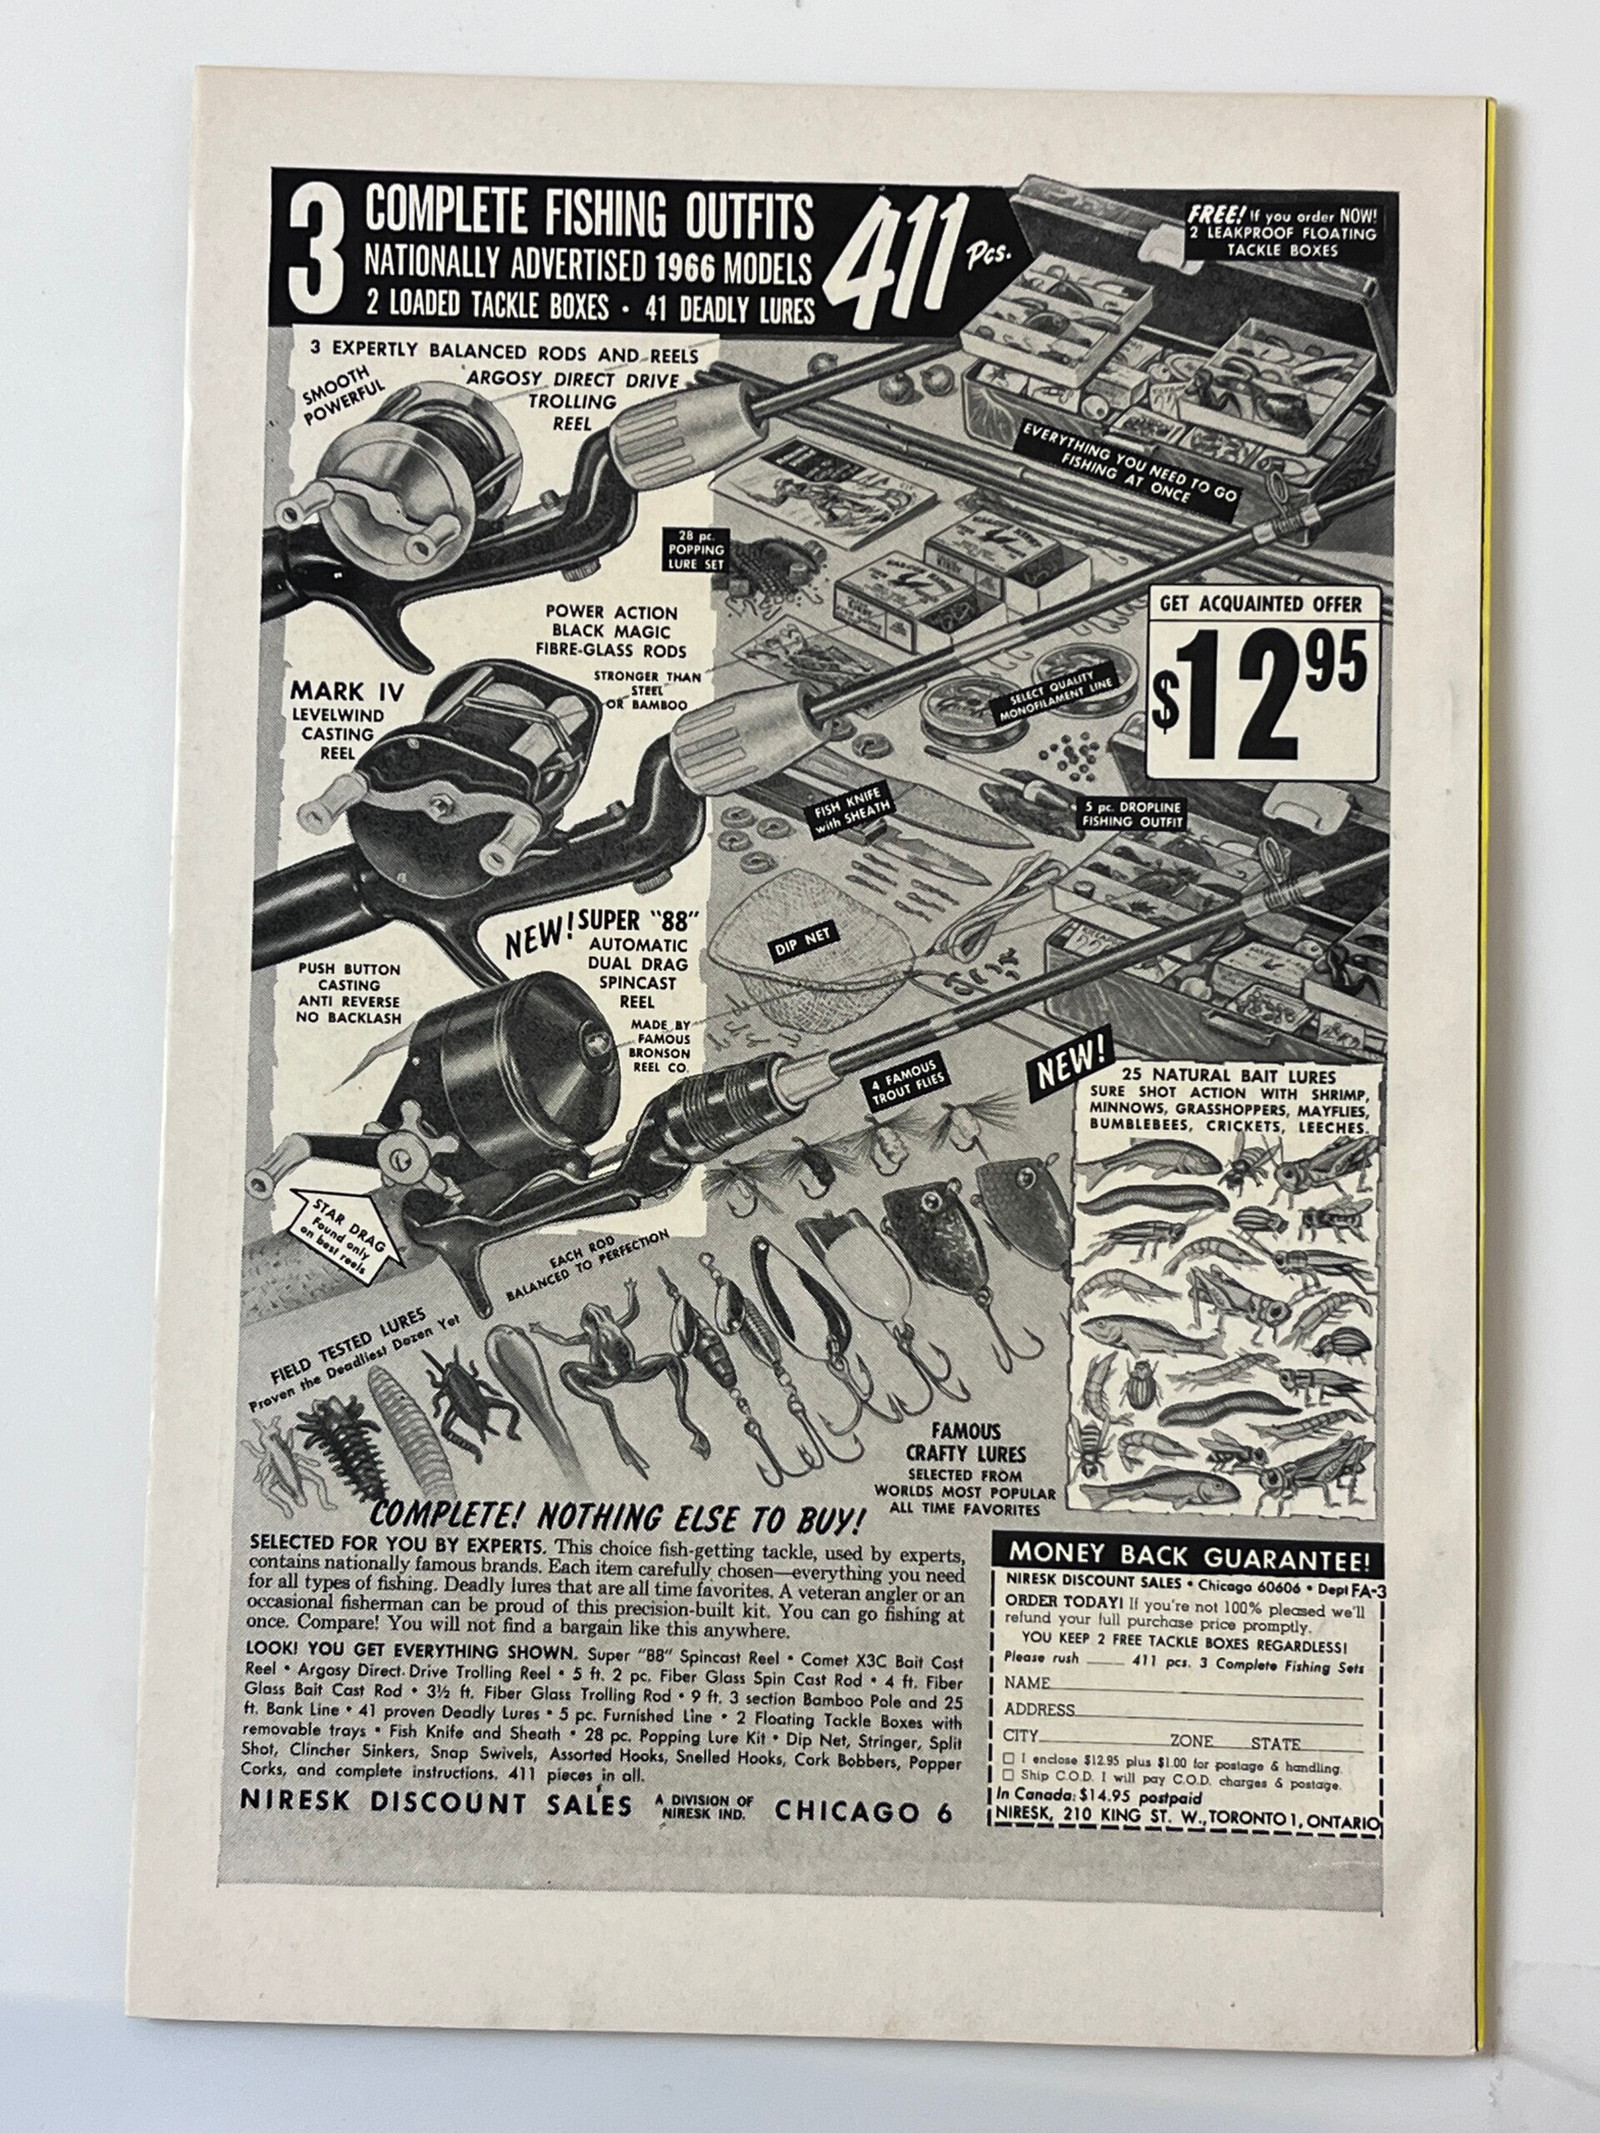 3
COMPLETE FISHING OUTFITS
NATIONALLY ADVERTISED 1966 MODELS
2 LOADED TACKLE BOXES • 41 DEADLY LURES
411 Pcs.
FREE! If you order NOW!
2 LEAKPROOF FLOATING
TACKLE BOXES
3 EXPERTLY BALANCED RODS AND REELS
SMOOTH
POWERFUL
ARGOSY DIRECT DRIVE
TROLLING
REEL
EVERYTHING YOU NEED TO GO
FISHING AT ONCE
28 pc.
POPPING
LURE SET
POWER ACTION
BLACK MAGIC
FIBRE-GLASS RODS
STRONGER THAN
STEEL
OR BAMBOO
GET ACQUAINTED OFFER
$12 95
MARK IV
LEVELWIND
CASTING
REEL
SELECT QUALITY
MONOFILAMENT LINE
FISH KNIFE
with SHEATH
5 pc. DROPLINE
FISHING OUTFIT
DIP NET
NEW! SUPER "88"
AUTOMATIC
DUAL DRAG
SPINCAST
REEL
PUSH BUTTON
CASTING
ANTI REVERSE
NO BACKLASH
MADE BY
FAMOUS
BRONSON
REEL CO.
4 FAMOUS
TROUT FLIES
NEW!
25 NATURAL BAIT LURES
SURE SHOT ACTION WITH SHRIMP,
MINNOWS, GRASSHOPPERS, MAYFLIES,
BUMBLEBEES, CRICKETS, LEECHES.
STAR DRAG
Found only
on best reels
EACH ROD
BALANCED TO PERFECTION
FIELD TESTED LURES
Proven the Deadliest Dozen Yet
FAMOUS
CRAFTY LURES
SELECTED FROM
WORLDS MOST POPULAR
ALL TIME FAVORITES
COMPLETE! NOTHING ELSE TO BUY!
SELECTED FOR YOU BY EXPERTS. This choice fish-getting tackle, used by experts,
contains nationally famous brands. Each item carefully chosen—everything you need
for all types of fishing. Deadly lures that are all time favorites. A veteran angler or an
occasional fisherman can be proud of this precision-built kit. You can go fishing at
once. Compare! You will not find a bargain like this anywhere.
LOOK! YOU GET EVERYTHING SHOWN. Super "88" Spincast Reel • Comet X3C Bait Cast
Reel • Argosy Direct Drive Trolling Reel • 5 ft. 2 pc. Fiber Glass Spin Cast Rod • 4 ft. Fiber
Glass Bait Cast Rod • 3½ ft. Fiber Glass Trolling Rod • 9 ft. 3 section Bamboo Pole and 25
ft. Bank Line • 41 proven Deadly Lures • 5 pc. Furnished Line • 2 Floating Tackle Boxes with
removable trays • Fish Knife and Sheath • 28 pc. Popping Lure Kit • Dip Net, Stringer, Split
Shot, Clincher Sinkers, Snap Swivels, Assorted Hooks, Snelled Hooks, Cork Bobbers, Popper
Corks, and complete instructions. 411 pieces in all.
NIRESK DISCOUNT SALES A DIVISION OF NIRESK IND. CHICAGO 6
MONEY BACK GUARANTEE!
NIRESK DISCOUNT SALES • Chicago 60606 • Dept FA-3
ORDER TODAY! If you're not 100% pleased we'll
refund your full purchase price promptly.
YOU KEEP 2 FREE TACKLE BOXES REGARDLESS!
Please rush ____ 411 pcs. 3 Complete Fishing Sets
NAME
ADDRESS
CITY ZONE STATE
☐ I enclose $12.95 plus $1.00 for postage & handling.
☐ Ship C.O.D. I will pay C.O.D. charges & postage.
In Canada: $14.95 postpaid
NIRESK, 210 KING ST. W., TORONTO 1, ONTARIO